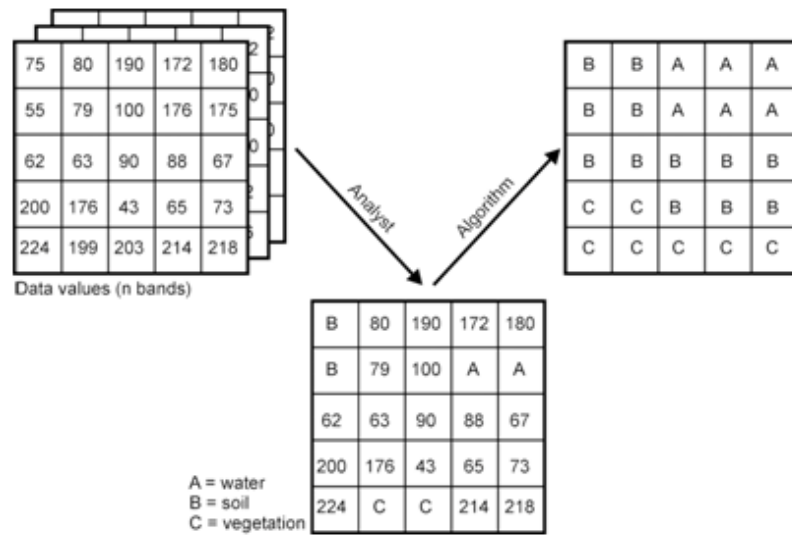 75 80 190 172 180
55 79 100 176 175
62 63 90 88 67
200 176 43 65 73
224 199 203 214 218
Data values (n bands)
Analyst
Algorithm
B B A A A
B B A A A
B B B B B
C C B B B
C C C C C
B 80 190 172 180
B 79 100 A A
62 63 90 88 67
200 176 43 65 73
224 C C 214 218
A = water
B = soil
C = vegetation